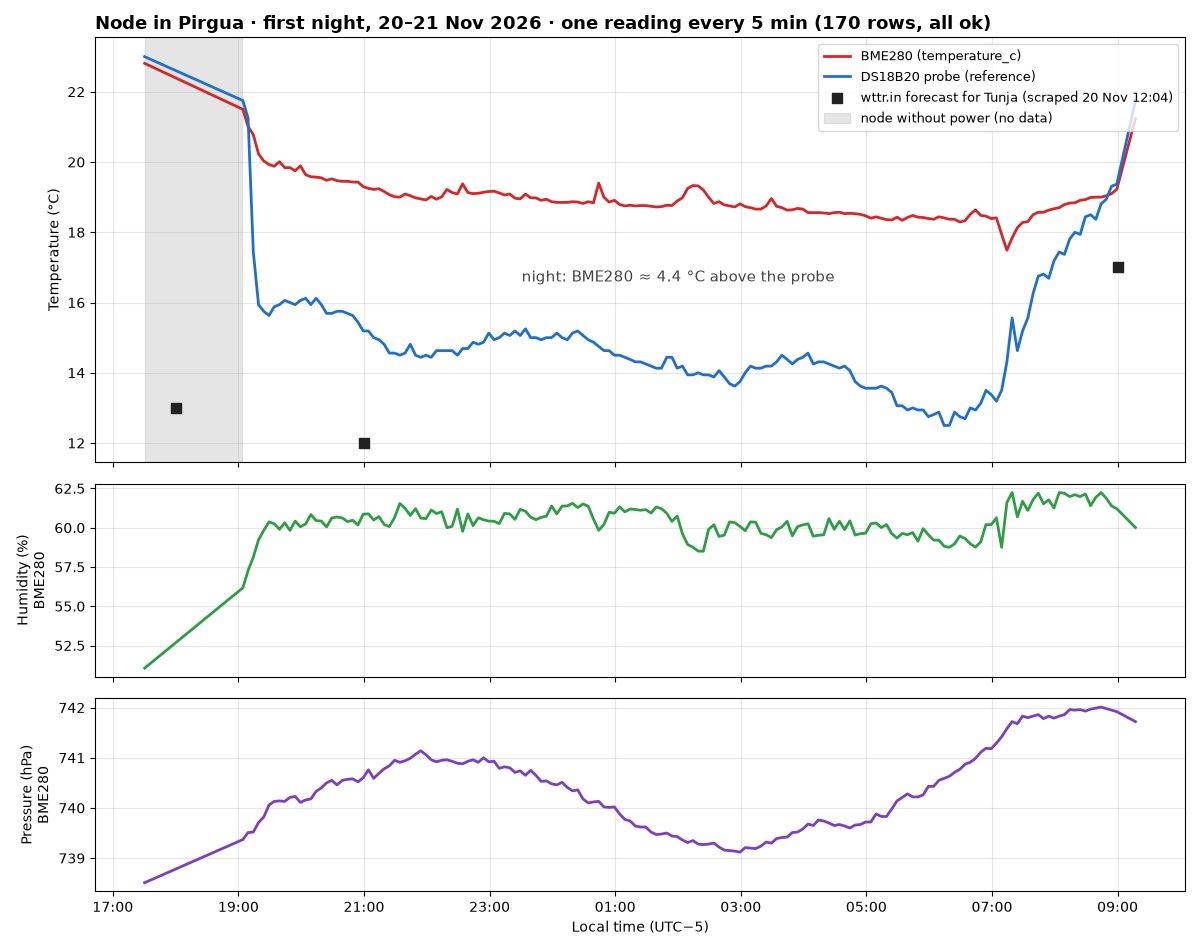 Node in Pirgua · first night, 20–21 Nov 2026 · one reading every 5 min (170 rows, all ok)
BME280 (temperature_c)
DS18B20 probe (reference)
wttr.in forecast for Tunja (scraped 20 Nov 12:04)
node without power (no data)
Temperature (°C)
22
20
18
16
14
12
night: BME280 ≈ 4.4 °C above the probe
Humidity (%)
BME280
62.5
60.0
57.5
55.0
52.5
Pressure (hPa)
BME280
742
741
740
739
17:00 19:00 21:00 23:00 01:00 03:00 05:00 07:00 09:00
Local time (UTC−5)